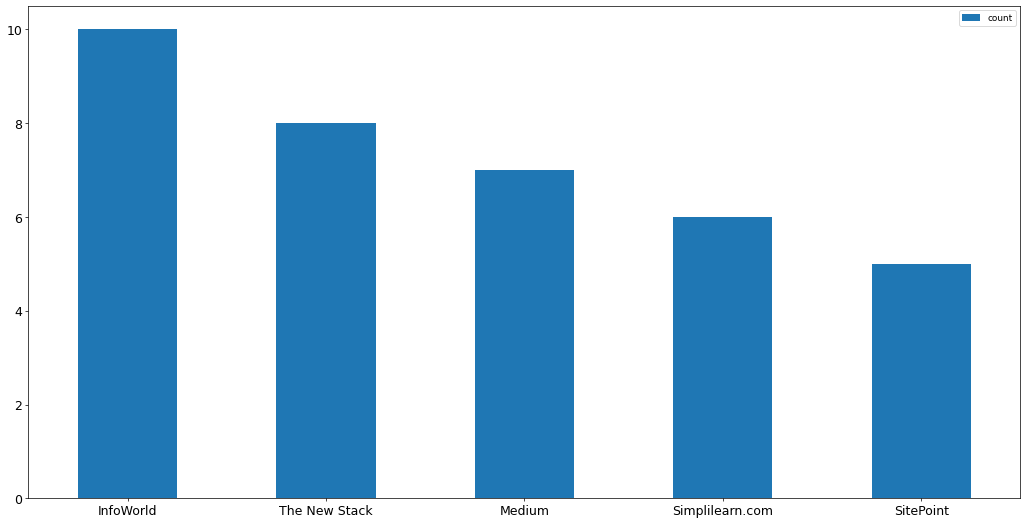 count
10
8
6
4
2
0
InfoWorld
The New Stack
Medium
Simplilearn.com
SitePoint